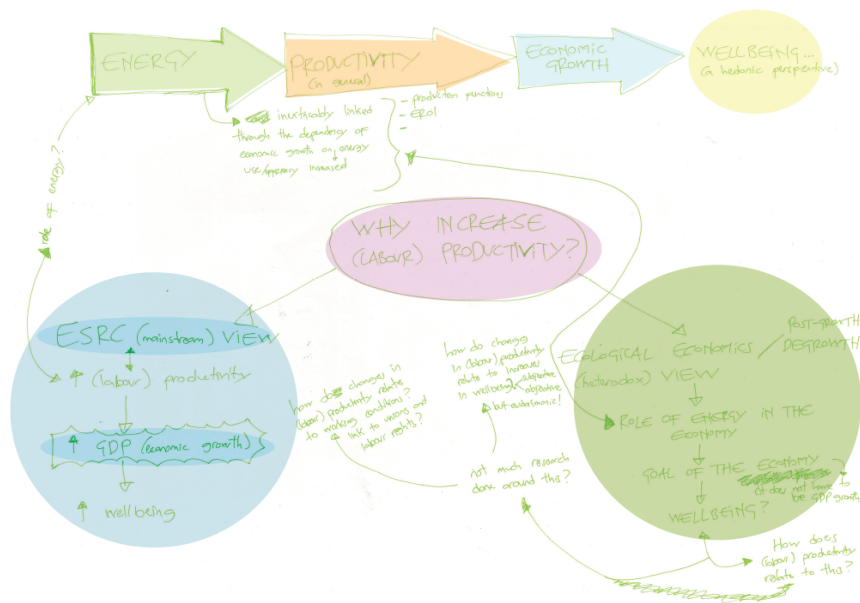 ENERGY
PRODUCTIVITY
(in general)
ECONOMIC
GROWTH
WELLBEING...
(a hedonic perspective)
inextricably linked
through the dependency of
economic growth on energy
use/
increased
- production function
- EROI
-
role of energy?
WHY INCREASE
(LABOUR) PRODUCTIVITY?
ESRC (mainstream) VIEW
↑ (labour) productivity
↑ GDP (economic growth)
↑ wellbeing
how do changes in
(labour) productivity relate
to working conditions?
link to unions and
labour rights?
how do changes
in (labour) productivity
relate to increases
in wellbeing? subjective
objective
but eudaimonic!
not much research
done around this?
ECOLOGICAL ECONOMICS / POST-GROWTH
DEGROWTH
(heterodox) VIEW
ROLE OF ENERGY IN THE
ECONOMY
GOAL OF THE ECONOMY
it does not have to
be GDP growth
WELLBEING?
How does
(labour) productivity
relate to this?